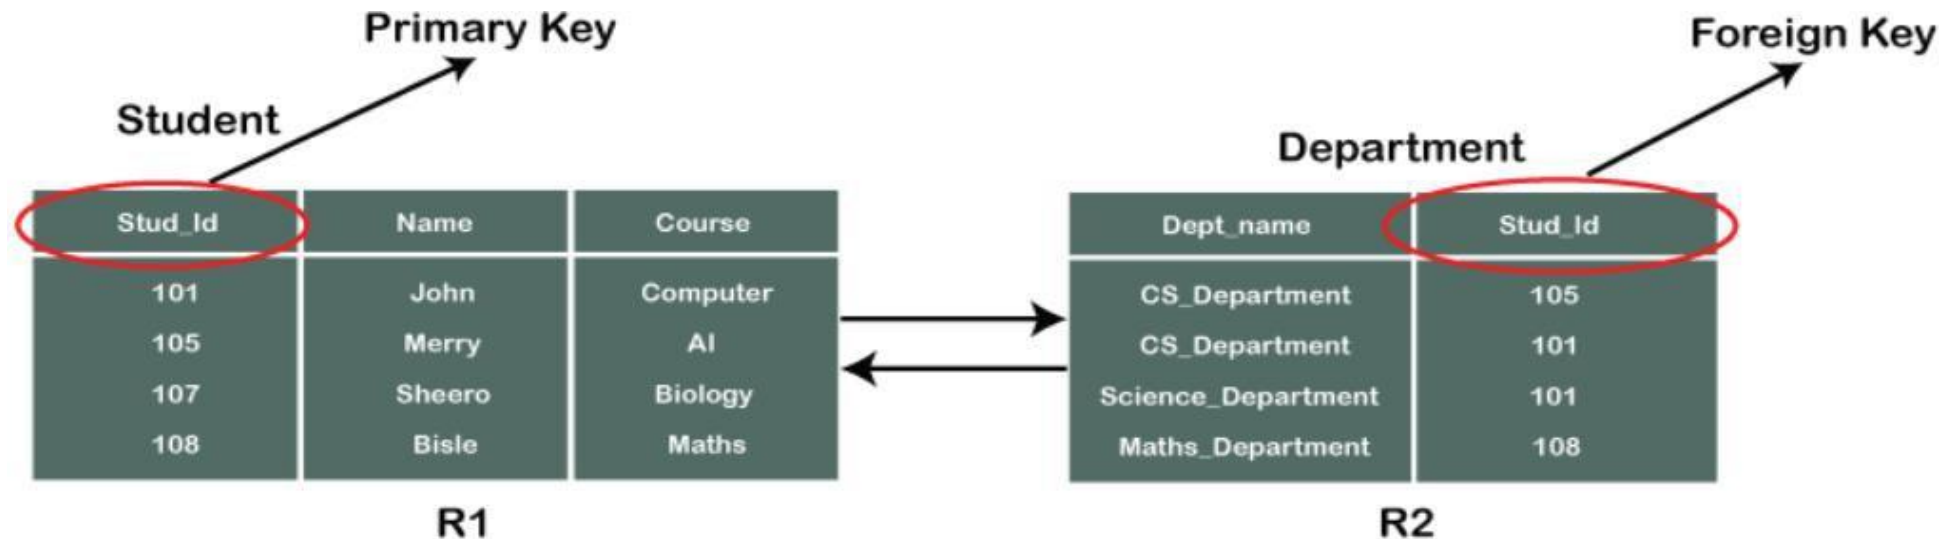 Primary Key
Foreign Key
Student
Department
Stud_Id Name Course
101 John Computer
105 Merry AI
107 Sheero Biology
108 Bisle Maths
R1
Dept_name Stud_Id
CS_Department 105
CS_Department 101
Science_Department 101
Maths_Department 108
R2